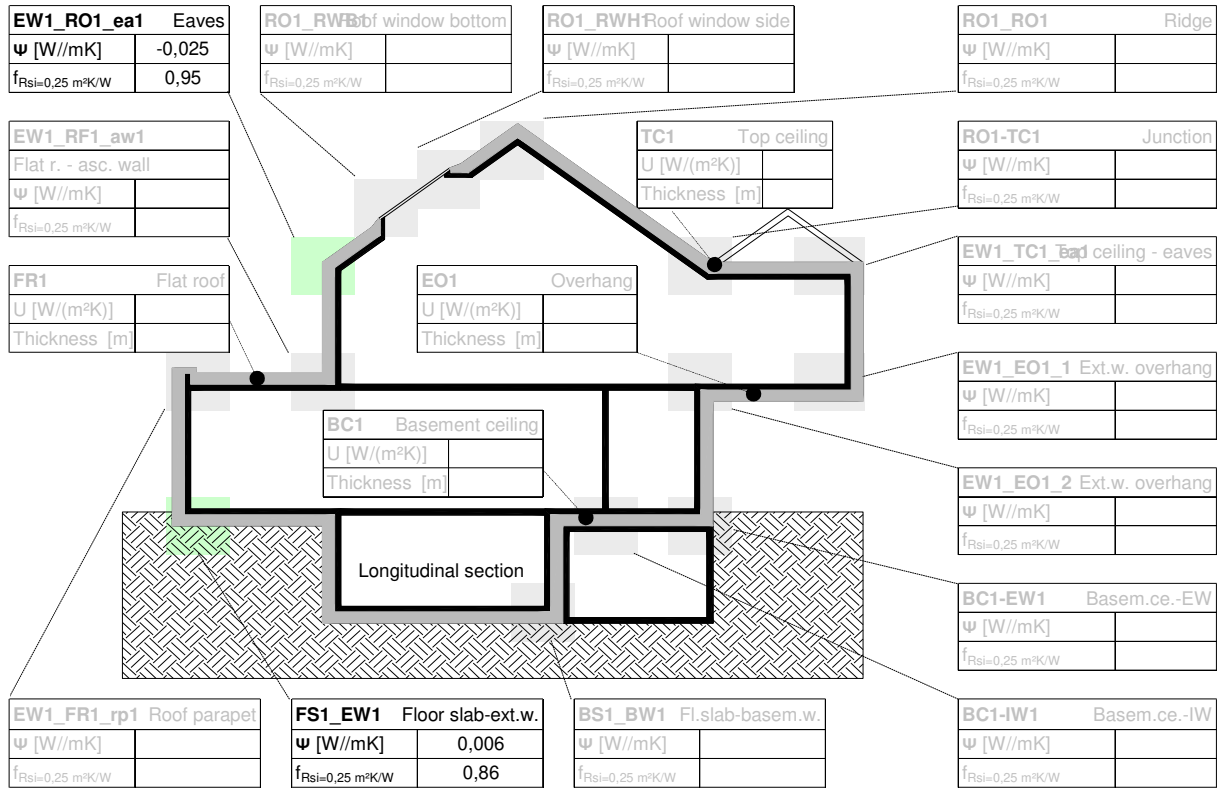 EW1_RO1_ea1 Eaves
Ψ [W//mK] -0,025
fRsi=0,25 m²K/W 0,95
RO1_RWB1 Roof window bottom
Ψ [W//mK]
fRsi=0,25 m²K/W
RO1_RWH1 Roof window side
Ψ [W//mK]
fRsi=0,25 m²K/W
RO1_RO1 Ridge
Ψ [W//mK]
fRsi=0,25 m²K/W
EW1_RF1_aw1
Flat r. - asc. wall
Ψ [W//mK]
fRsi=0,25 m²K/W
TC1 Top ceiling
U [W/(m²K)]
Thickness [m]
RO1-TC1 Junction
Ψ [W//mK]
fRsi=0,25 m²K/W
EW1_TC1_ea1 Top ceiling - eaves
Ψ [W//mK]
fRsi=0,25 m²K/W
FR1 Flat roof
U [W/(m²K)]
Thickness [m]
EO1 Overhang
U [W/(m²K)]
Thickness [m]
EW1_EO1_1 Ext.w. overhang
Ψ [W//mK]
fRsi=0,25 m²K/W
BC1 Basement ceiling
U [W/(m²K)]
Thickness [m]
EW1_EO1_2 Ext.w. overhang
Ψ [W//mK]
fRsi=0,25 m²K/W
Longitudinal section
BC1-EW1 Basem.ce.-EW
Ψ [W//mK]
fRsi=0,25 m²K/W
EW1_FR1_rp1 Roof parapet
Ψ [W//mK]
fRsi=0,25 m²K/W
FS1_EW1 Floor slab-ext.w.
Ψ [W//mK] 0,006
fRsi=0,25 m²K/W 0,86
BS1_BW1 Fl.slab-basem.w.
Ψ [W//mK]
fRsi=0,25 m²K/W
BC1-IW1 Basem.ce.-IW
Ψ [W//mK]
fRsi=0,25 m²K/W